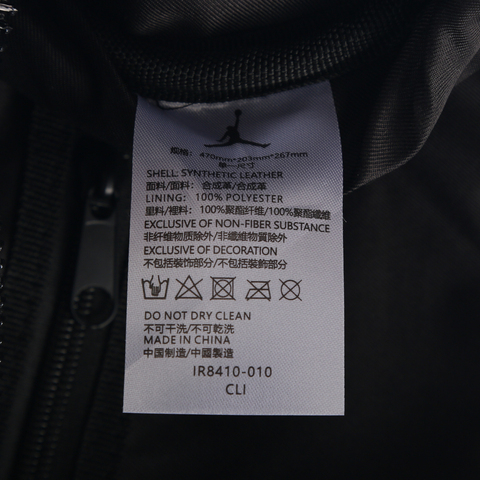 规格：470mm*203mm*267mm
单一尺寸
SHELL: SYNTHETIC LEATHER
面料/面料：合成革/合成革
LINING: 100% POLYESTER
里料/裡料：100%聚酯纤维/100%聚酯纖維
EXCLUSIVE OF NON-FIBER SUBSTANCE
非纤维物质除外/非纖維物質除外
EXCLUSIVE OF DECORATION
不包括装饰部分/不包括裝飾部分
DO NOT DRY CLEAN
不可干洗/不可乾洗
MADE IN CHINA
中国制造/中國製造
IR8410-010
CLI